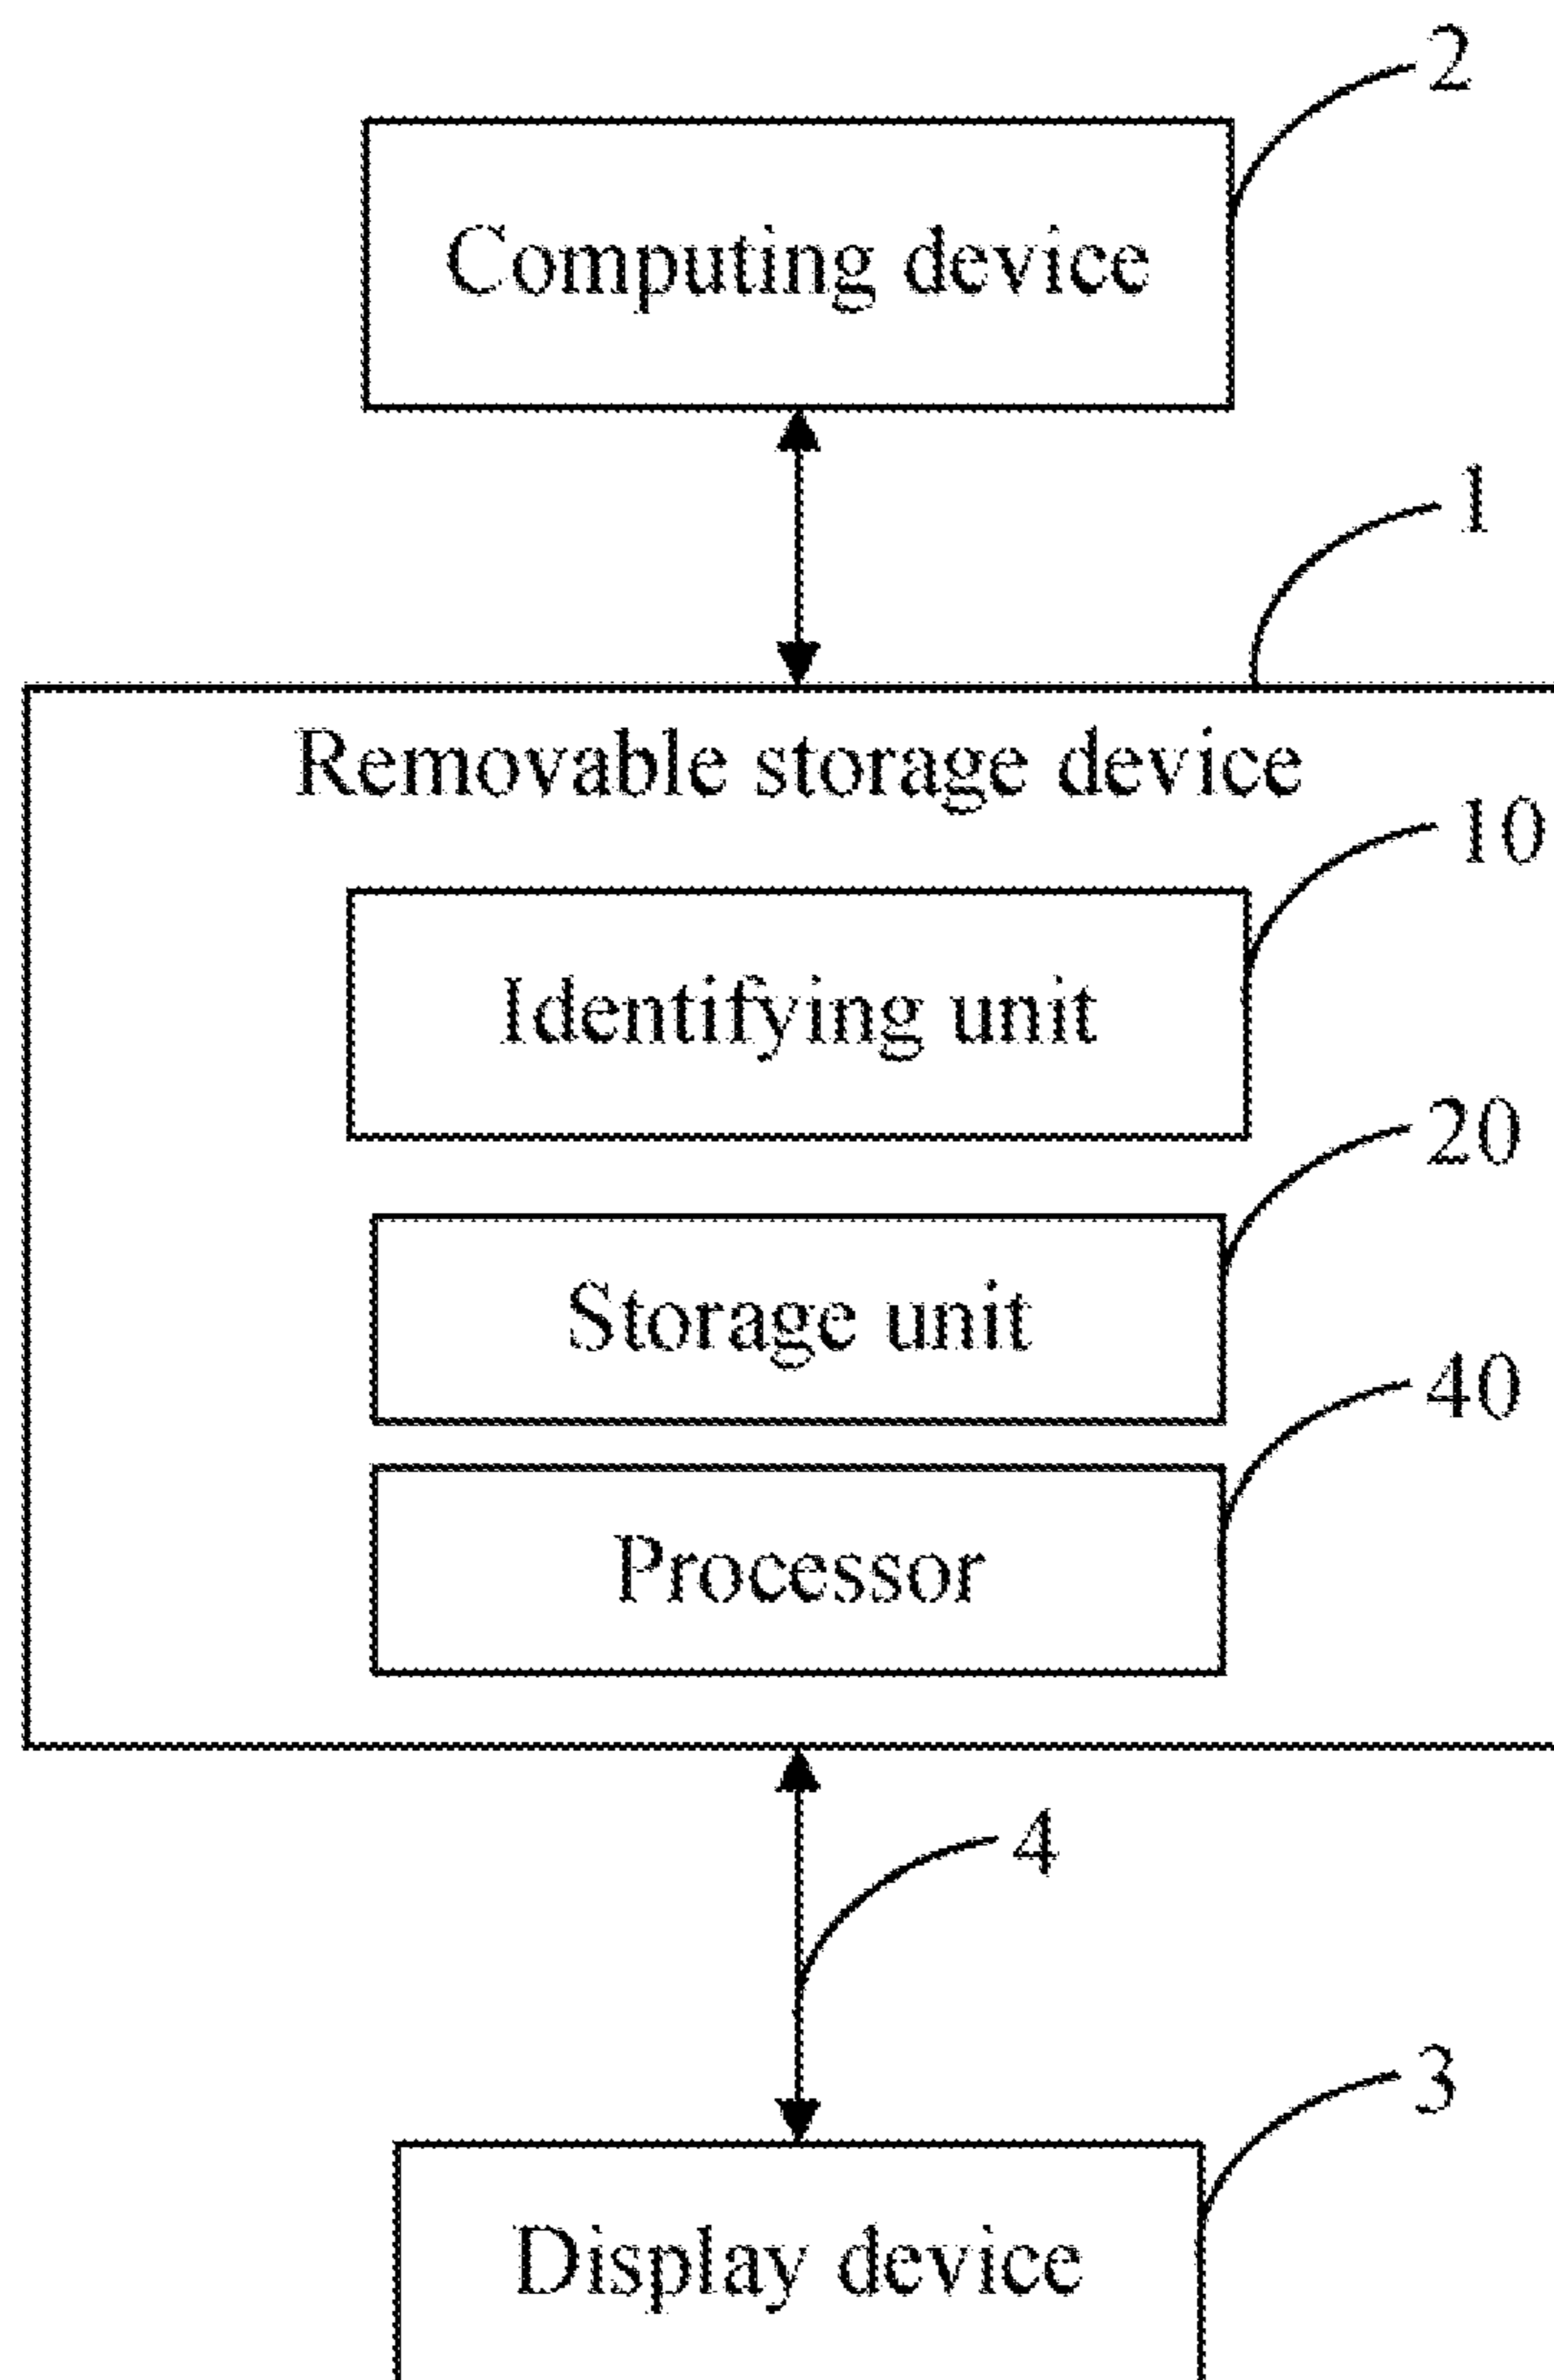 2
Computing device
1
Removable storage device
10
Identifying unit
20
Storage unit
40
Processor
4
3
Display device